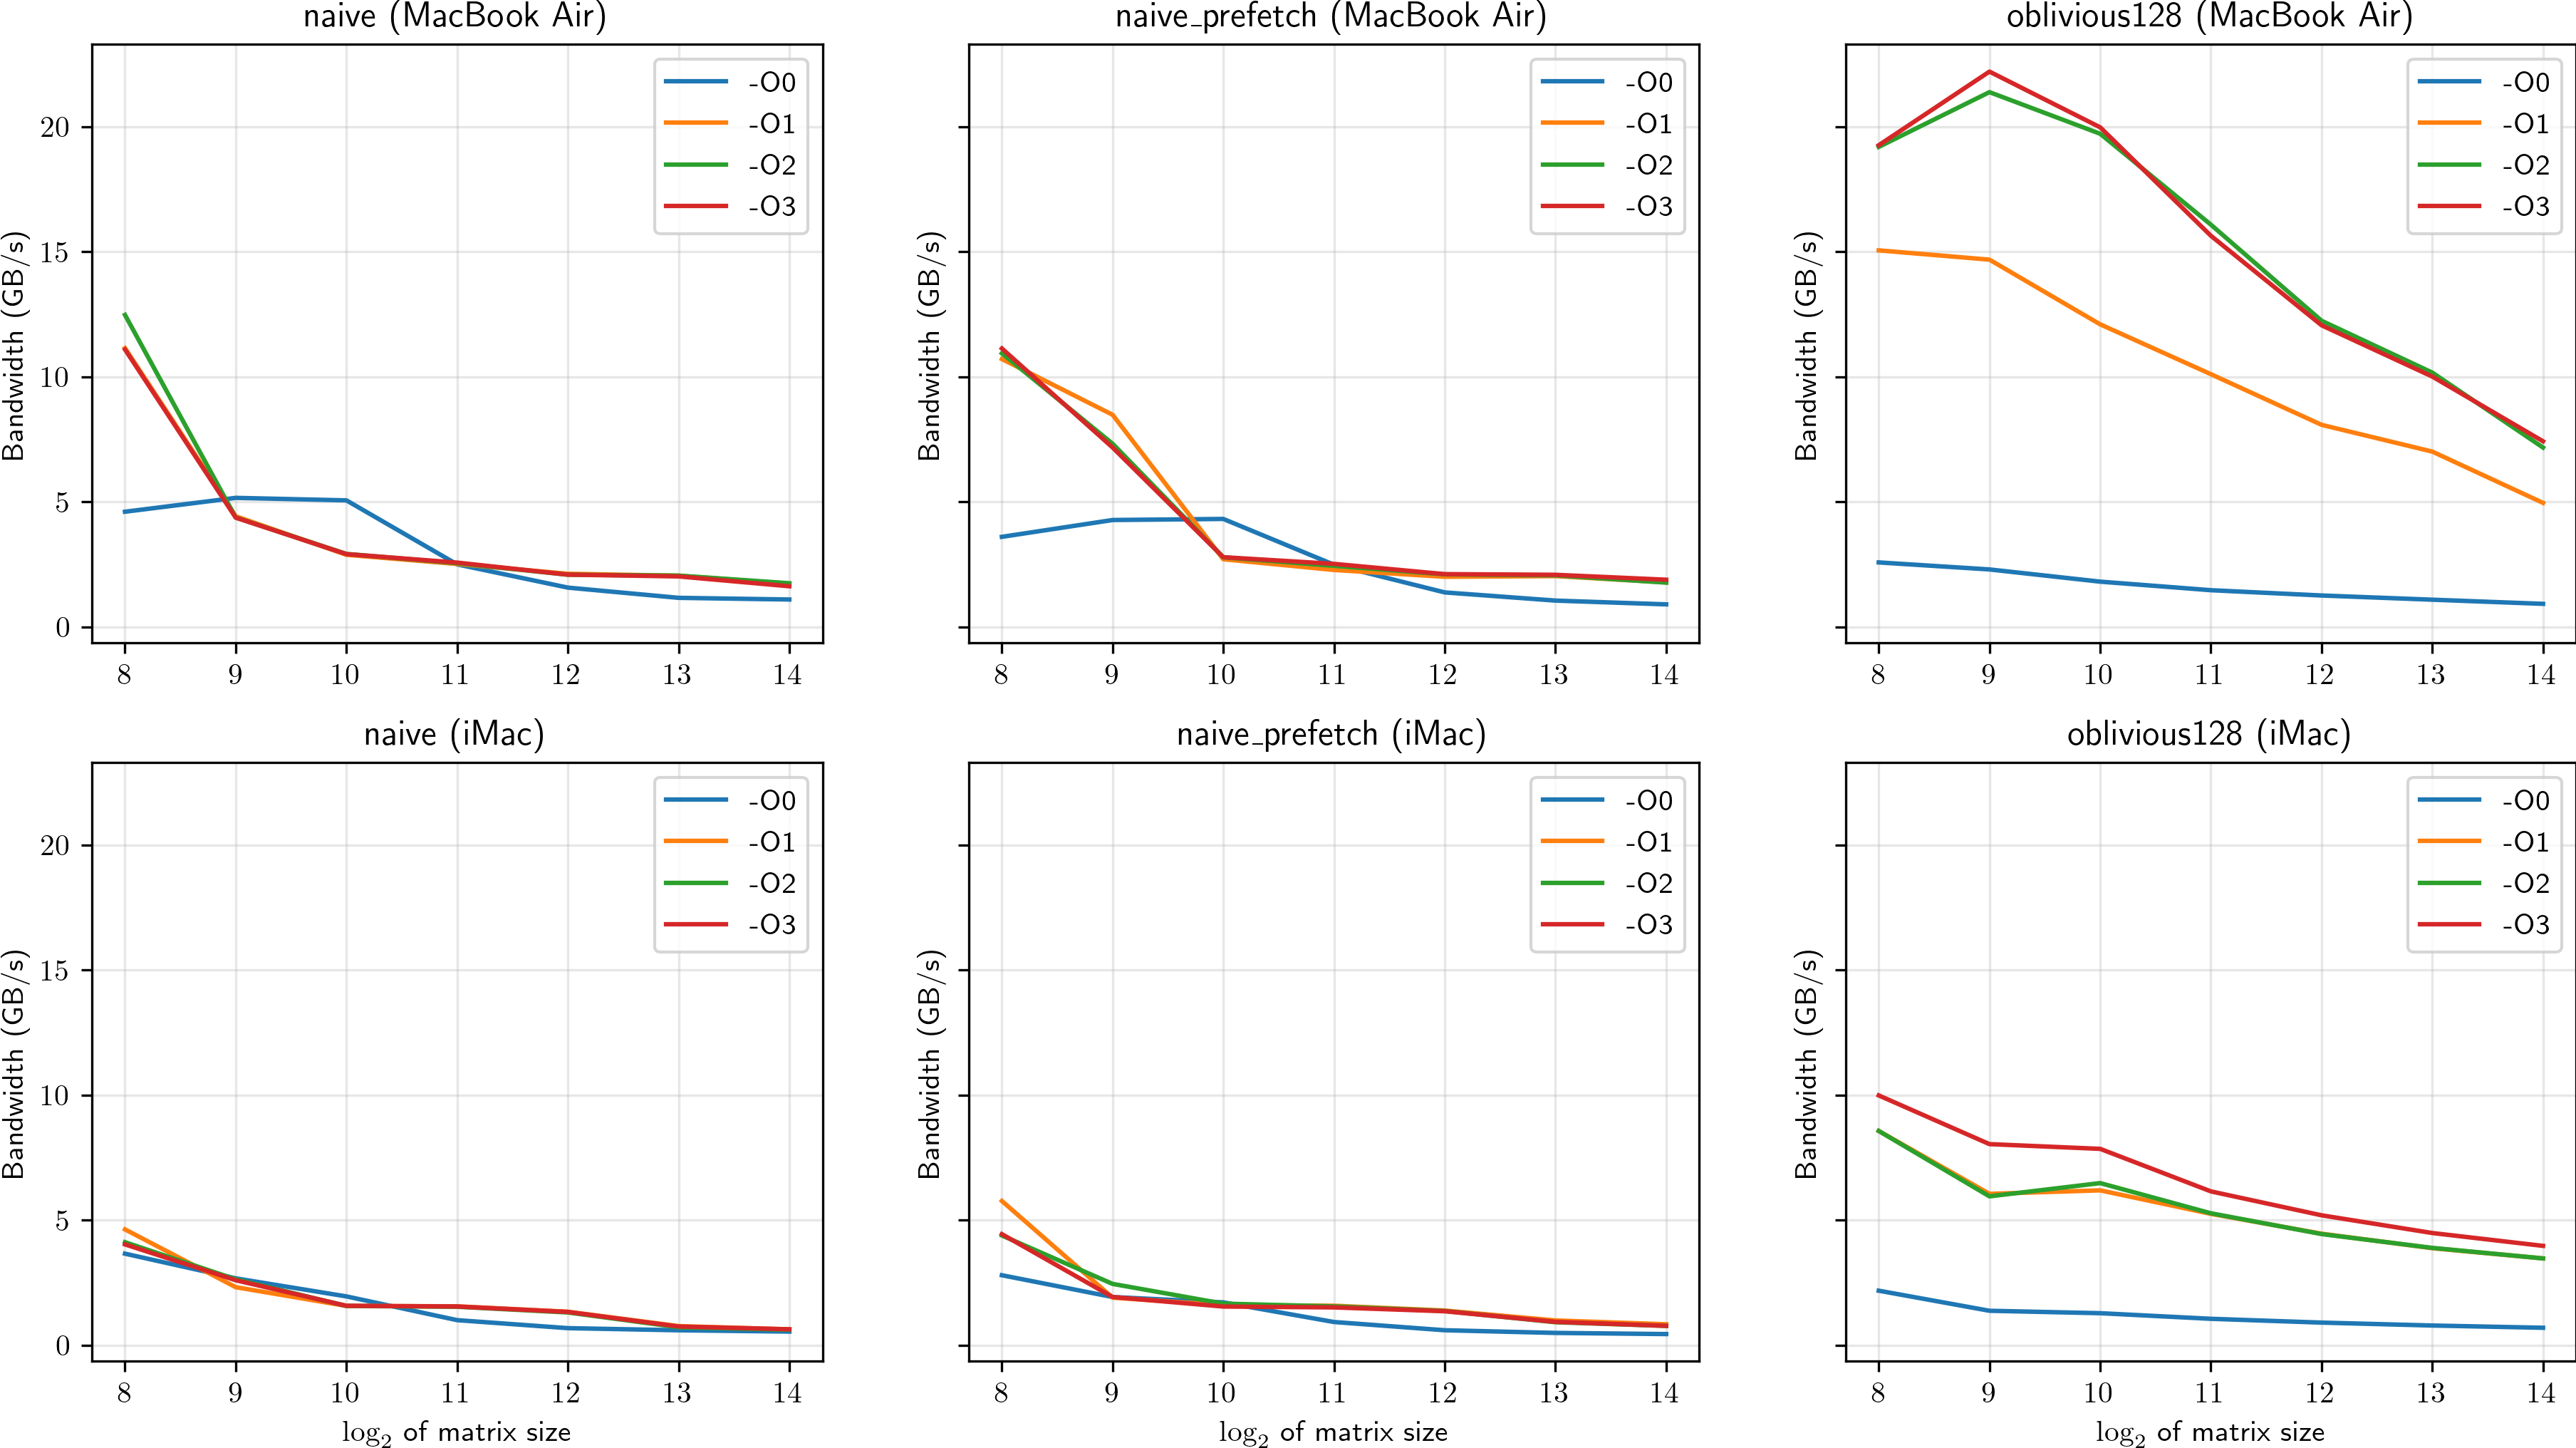 naive (MacBook Air)
naive_prefetch (MacBook Air)
oblivious128 (MacBook Air)
Bandwidth (GB/s)
20
15
10
5
0
8 9 10 11 12 13 14
-O0
-O1
-O2
-O3
Bandwidth (GB/s)
8 9 10 11 12 13 14
-O0
-O1
-O2
-O3
Bandwidth (GB/s)
8 9 10 11 12 13 14
-O0
-O1
-O2
-O3
naive (iMac)
naive_prefetch (iMac)
oblivious128 (iMac)
Bandwidth (GB/s)
20
15
10
5
0
8 9 10 11 12 13 14
log2 of matrix size
-O0
-O1
-O2
-O3
Bandwidth (GB/s)
8 9 10 11 12 13 14
log2 of matrix size
-O0
-O1
-O2
-O3
Bandwidth (GB/s)
8 9 10 11 12 13 14
log2 of matrix size
-O0
-O1
-O2
-O3